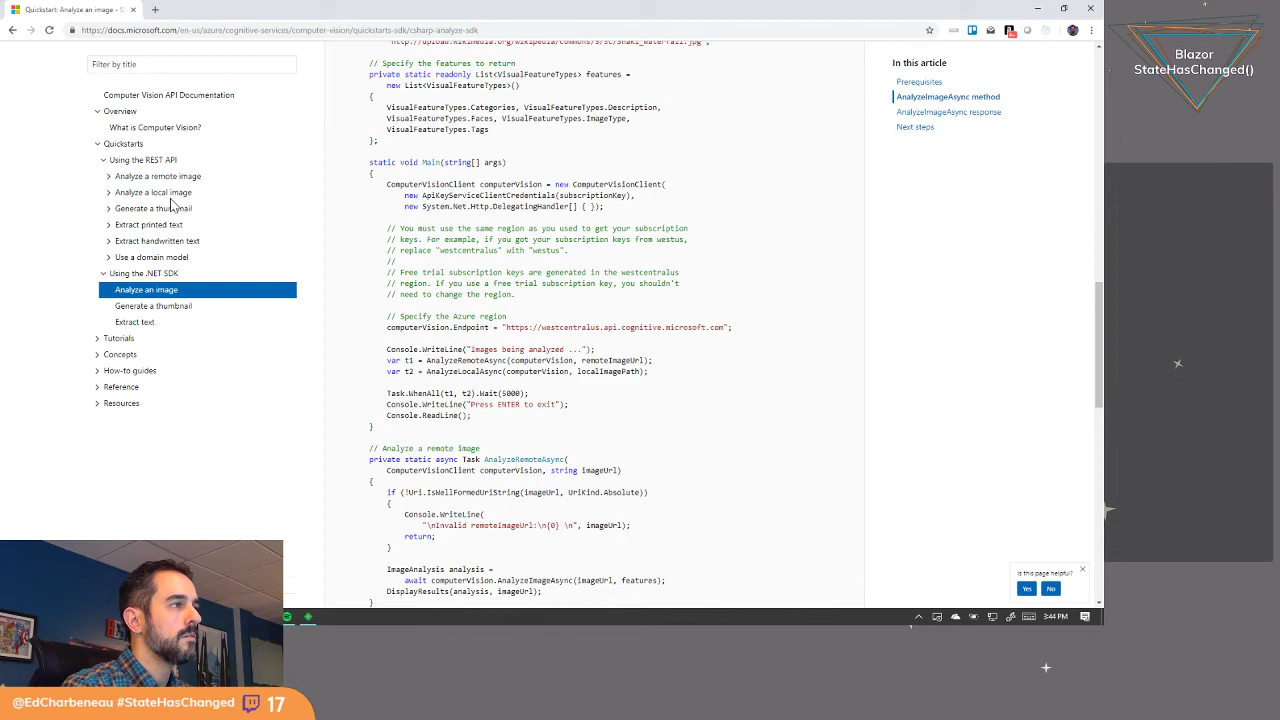 Quickstart: Analyze an image - S
https://docs.microsoft.com/en-us/azure/cognitive-services/computer-vision/quickstarts-sdk/csharp-analyze-sdk
Filter by title
Computer Vision API Documentation
Overview
What is Computer Vision?
Quickstarts
Using the REST API
Analyze a remote image
Analyze a local image
Generate a thumbnail
Extract printed text
Extract handwritten text
Use a domain model
Using the .NET SDK
Analyze an image
Generate a thumbnail
Extract text
Tutorials
Concepts
How-to guides
Reference
Resources
// Specify the features to return
private static readonly List<VisualFeatureTypes> features =
new List<VisualFeatureTypes>()
{
VisualFeatureTypes.Categories, VisualFeatureTypes.Description,
VisualFeatureTypes.Faces, VisualFeatureTypes.ImageType,
VisualFeatureTypes.Tags
};
static void Main(string[] args)
{
ComputerVisionClient computerVision = new ComputerVisionClient(
new ApiKeyServiceClientCredentials(subscriptionKey),
new System.Net.Http.DelegatingHandler[] { });
// You must use the same region as you used to get your subscription
// keys. For example, if you got your subscription keys from westus,
// replace "westcentralus" with "westus".
//
// Free trial subscription keys are generated in the westcentralus
// region. If you use a free trial subscription key, you shouldn't
// need to change the region.
// Specify the Azure region
computerVision.Endpoint = "https://westcentralus.api.cognitive.microsoft.com";
Console.WriteLine("Images being analyzed ...");
var t1 = AnalyzeRemoteAsync(computerVision, remoteImageUrl);
var t2 = AnalyzeLocalAsync(computerVision, localImagePath);
Task.WhenAll(t1, t2).Wait(5000);
Console.WriteLine("Press ENTER to exit");
Console.ReadLine();
}
// Analyze a remote image
private static async Task AnalyzeRemoteAsync(
ComputerVisionClient computerVision, string imageUrl)
{
if (!Uri.IsWellFormedUriString(imageUrl, UriKind.Absolute))
{
Console.WriteLine(
"\nInvalid remoteImageUrl:\n{0} \n", imageUrl);
return;
}
ImageAnalysis analysis =
await computerVision.AnalyzeImageAsync(imageUrl, features);
DisplayResults(analysis, imageUrl);
}
In this article
Prerequisites
AnalyzeImageAsync method
AnalyzeImageAsync response
Next steps
Is this page helpful?
Yes No
3:44 PM
Blazor
StateHasChanged()
@EdCharbeneau #StateHasChanged 17